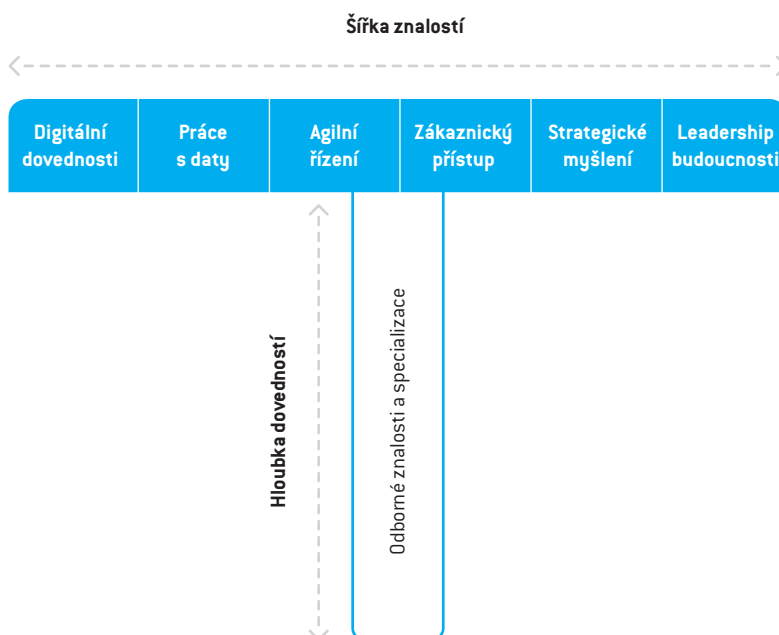 Šířka znalostí
Digitální
dovednosti
Práce
s daty
Agilní
řízení
Zákaznický
přístup
Strategické
myšlení
Leadership
budoucnosti
Hloubka dovedností
Odborné znalosti a specializace